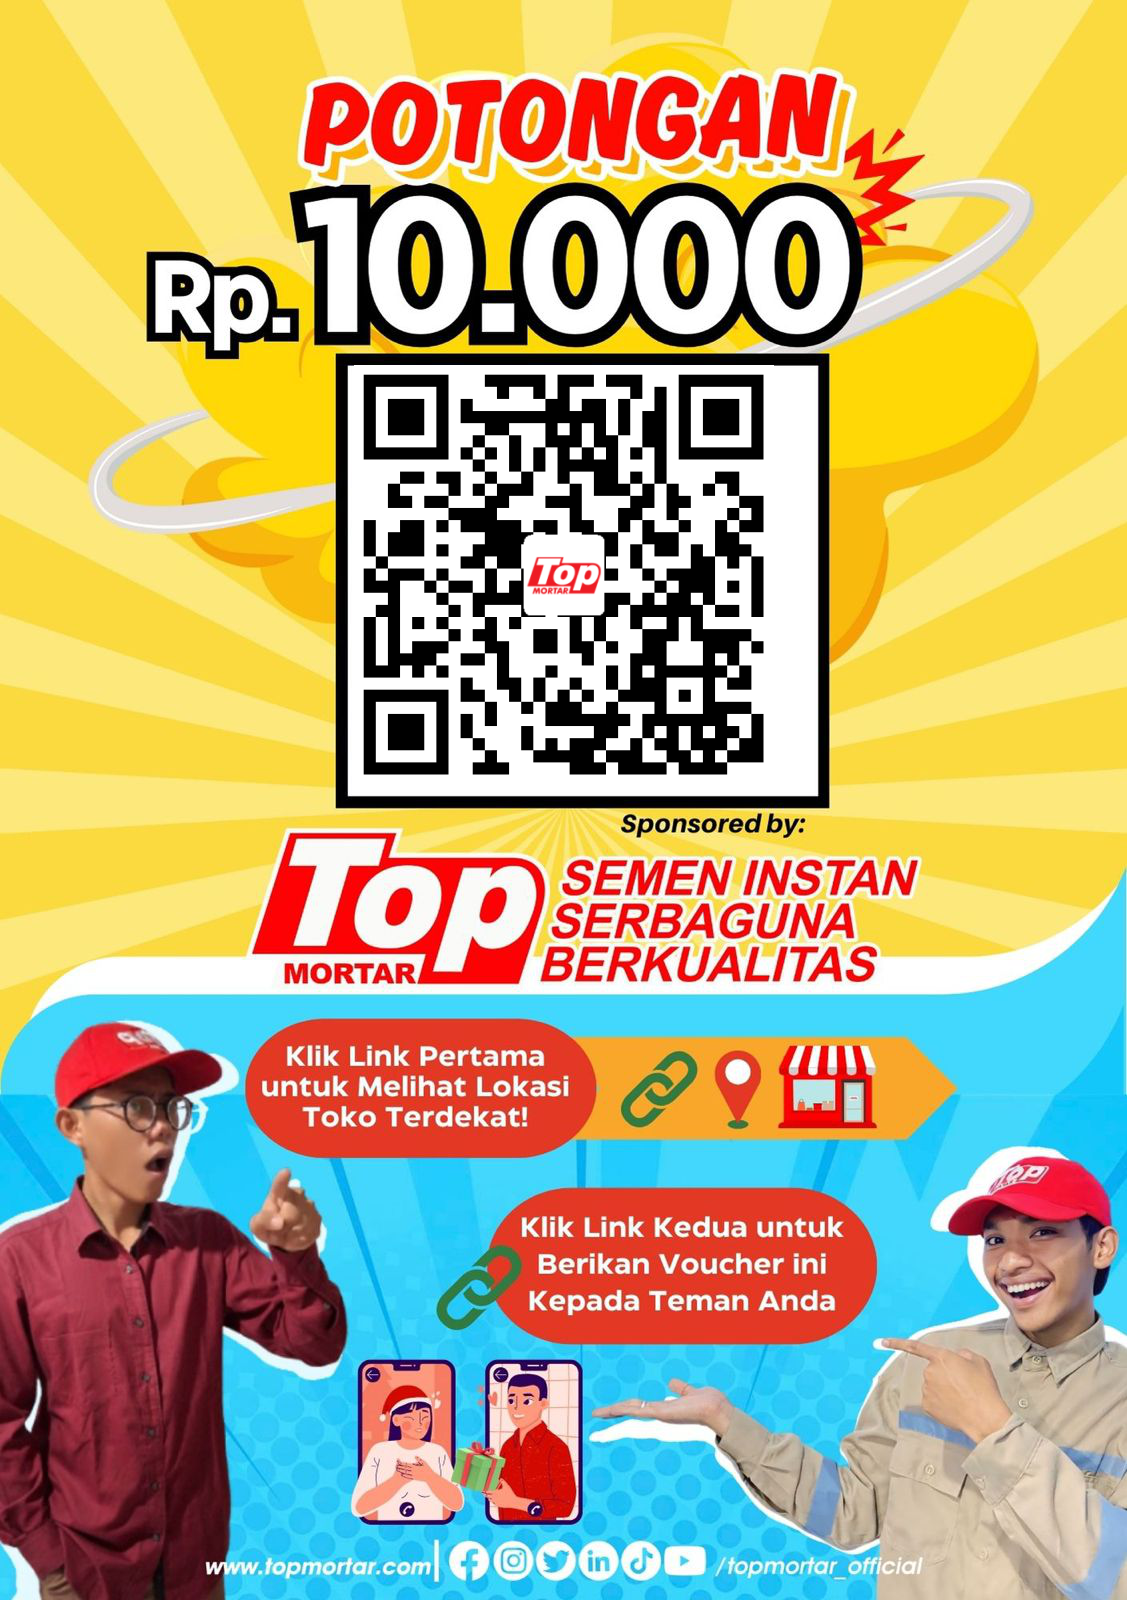 POTONGAN
Rp. 10.000
Top
MORTAR
Sponsored by:
Top
MORTAR
SEMEN INSTAN
SERBAGUNA
BERKUALITAS
Klik Link Pertama
untuk Melihat Lokasi
Toko Terdekat!
Top
Klik Link Kedua untuk
Berikan Voucher ini
Kepada Teman Anda
www.topmortar.com
/topmortar_official